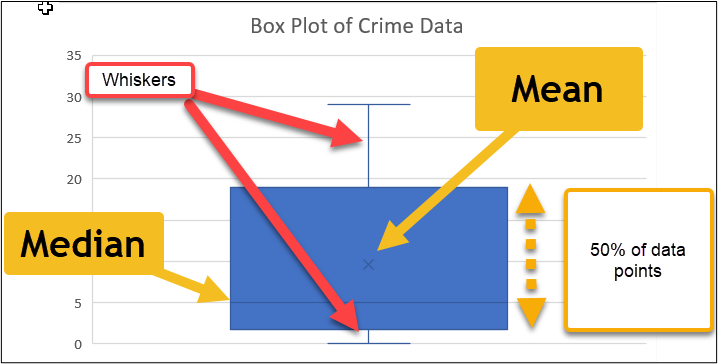 Box Plot of Crime Data
35
Whiskers
30
Mean
25
20
Median
50% of data
points
5
0